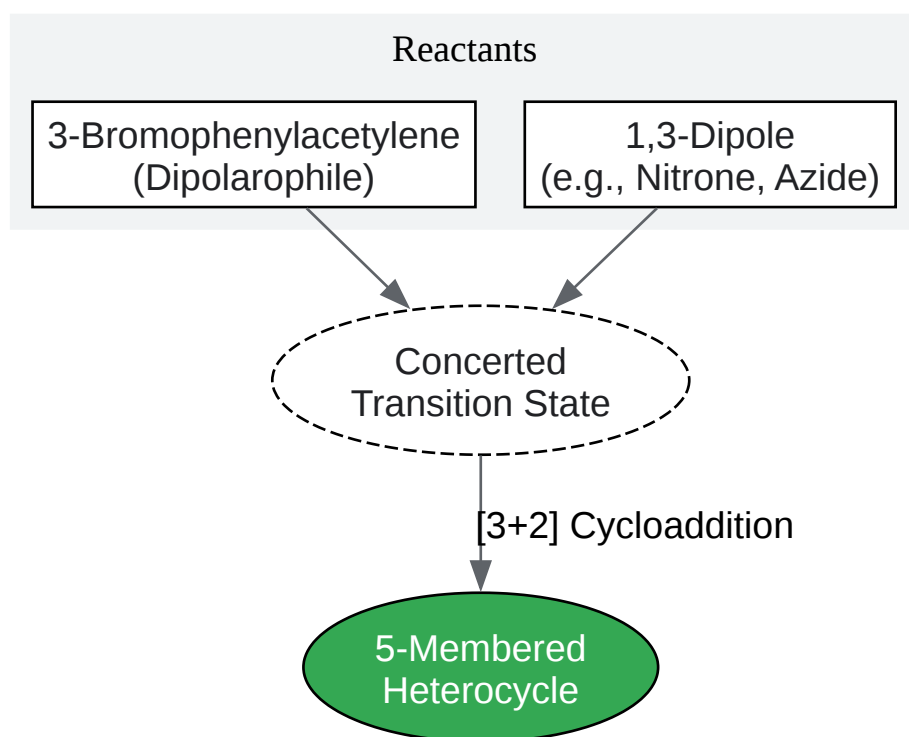 Reactants
3-Bromophenylacetylene
(Dipolarophile)
1,3-Dipole
(e.g., Nitrone, Azide)
Concerted
Transition State
[3+2] Cycloaddition
5-Membered
Heterocycle